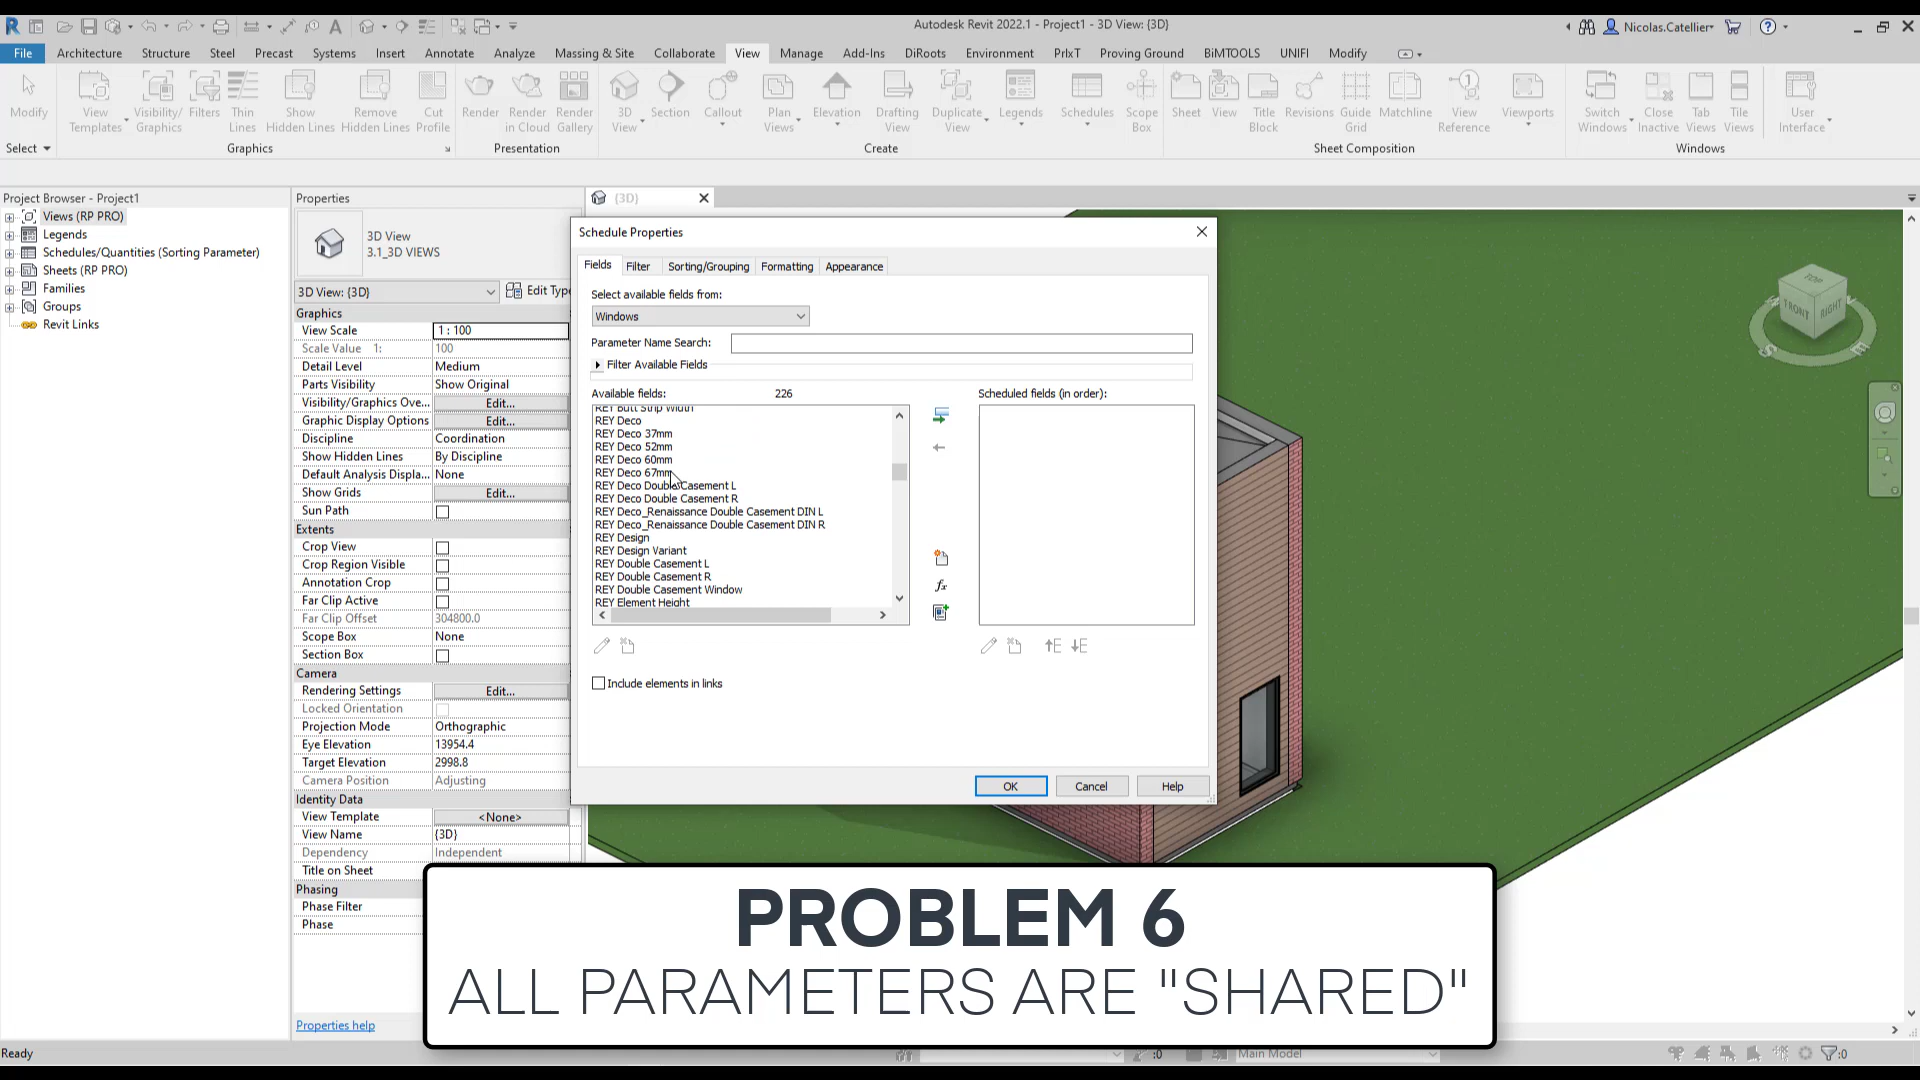 Autodesk Revit 2022.1 - Project1 - 3D View: {3D}
Nicolas.Catellier
File Architecture Structure Steel Precast Systems Insert Annotate Analyze Massing & Site Collaborate View Manage Add-Ins DiRoots Environment PrIxT Proving Ground BiMTOOLS UNIFI Modify
Modify View Visibility/ Filters Thin Show Remove Cut Render Render Render 3D Section Callout Plan Elevation Drafting Duplicate Legends Schedules Scope Sheet View Title Revisions Guide Matchline View Viewports Switch Close Tab Tile User
Templates Graphics Lines Hidden Lines Hidden Lines Profile in Cloud Gallery View Views View View Box Block Grid Reference Windows Inactive Views Views Interface
Select Graphics Presentation Create Sheet Composition Windows
Project Browser - Project1
Views (RP PRO)
Legends
Schedules/Quantities (Sorting Parameter)
Sheets (RP PRO)
Families
Groups
Revit Links
Properties
3D View
3.1_3D VIEWS
3D View: {3D} Edit Type
Graphics
View Scale 1 : 100
Scale Value 1: 100
Detail Level Medium
Parts Visibility Show Original
Visibility/Graphics Ove... Edit...
Graphic Display Options Edit...
Discipline Coordination
Show Hidden Lines By Discipline
Default Analysis Displa... None
Show Grids Edit...
Sun Path
Extents
Crop View
Crop Region Visible
Annotation Crop
Far Clip Active
Far Clip Offset 304800.0
Scope Box None
Section Box
Camera
Rendering Settings Edit...
Locked Orientation
Projection Mode Orthographic
Eye Elevation 13954.4
Target Elevation 2998.8
Camera Position Adjusting
Identity Data
View Template <None>
View Name {3D}
Dependency Independent
Title on Sheet
Phasing
Phase Filter
Phase
Properties help
{3D}
Schedule Properties
Fields Filter Sorting/Grouping Formatting Appearance
Select available fields from:
Windows
Parameter Name Search:
Filter Available Fields
Available fields: 226 Scheduled fields (in order):
REY Butt Strip Width
REY Deco
REY Deco 37mm
REY Deco 52mm
REY Deco 60mm
REY Deco 67mm
REY Deco Double Casement L
REY Deco Double Casement R
REY Deco_Renaissance Double Casement DIN L
REY Deco_Renaissance Double Casement DIN R
REY Design
REY Design Variant
REY Double Casement L
REY Double Casement R
REY Double Casement Window
REY Element Height
fx
Include elements in links
OK Cancel Help
TOP
FRONT RIGHT
S E
PROBLEM 6
ALL PARAMETERS ARE "SHARED"
Ready
:0 Main Model :0